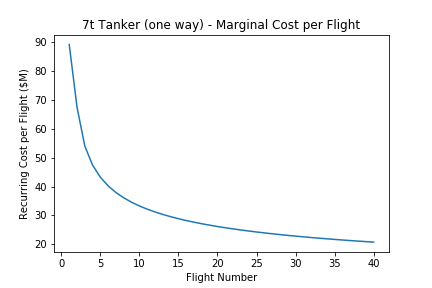 7t Tanker (one way) - Marginal Cost per Flight
90
80
70
60
50
40
30
20
Recurring Cost per Flight ($M)
0 5 10 15 20 25 30 35 40
Flight Number